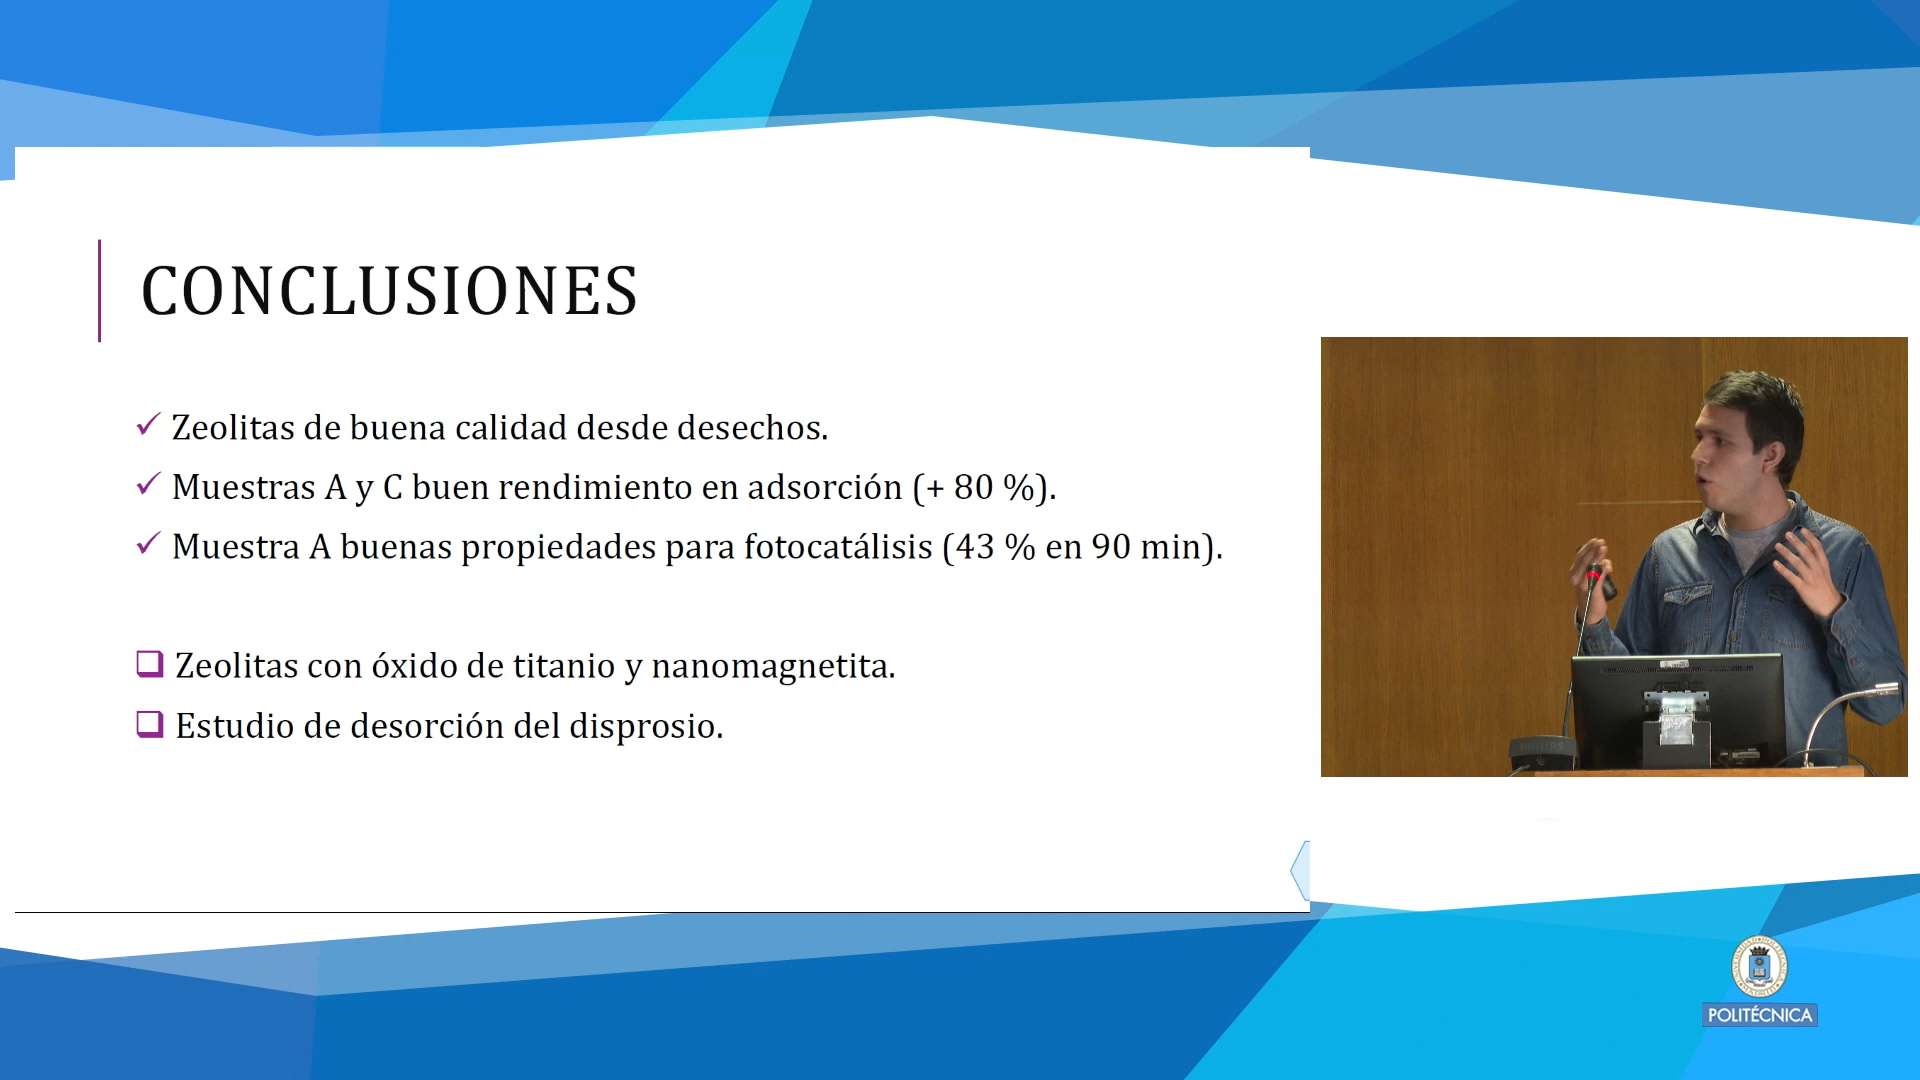 CONCLUSIONES
Zeolitas de buena calidad desde desechos.
Muestras A y C buen rendimiento en adsorción (+ 80 %).
Muestra A buenas propiedades para fotocatálisis (43 % en 90 min).
Zeolitas con óxido de titanio y nanomagnetita.
Estudio de desorción del disprosio.
PHILIPS
POLITÉCNICA